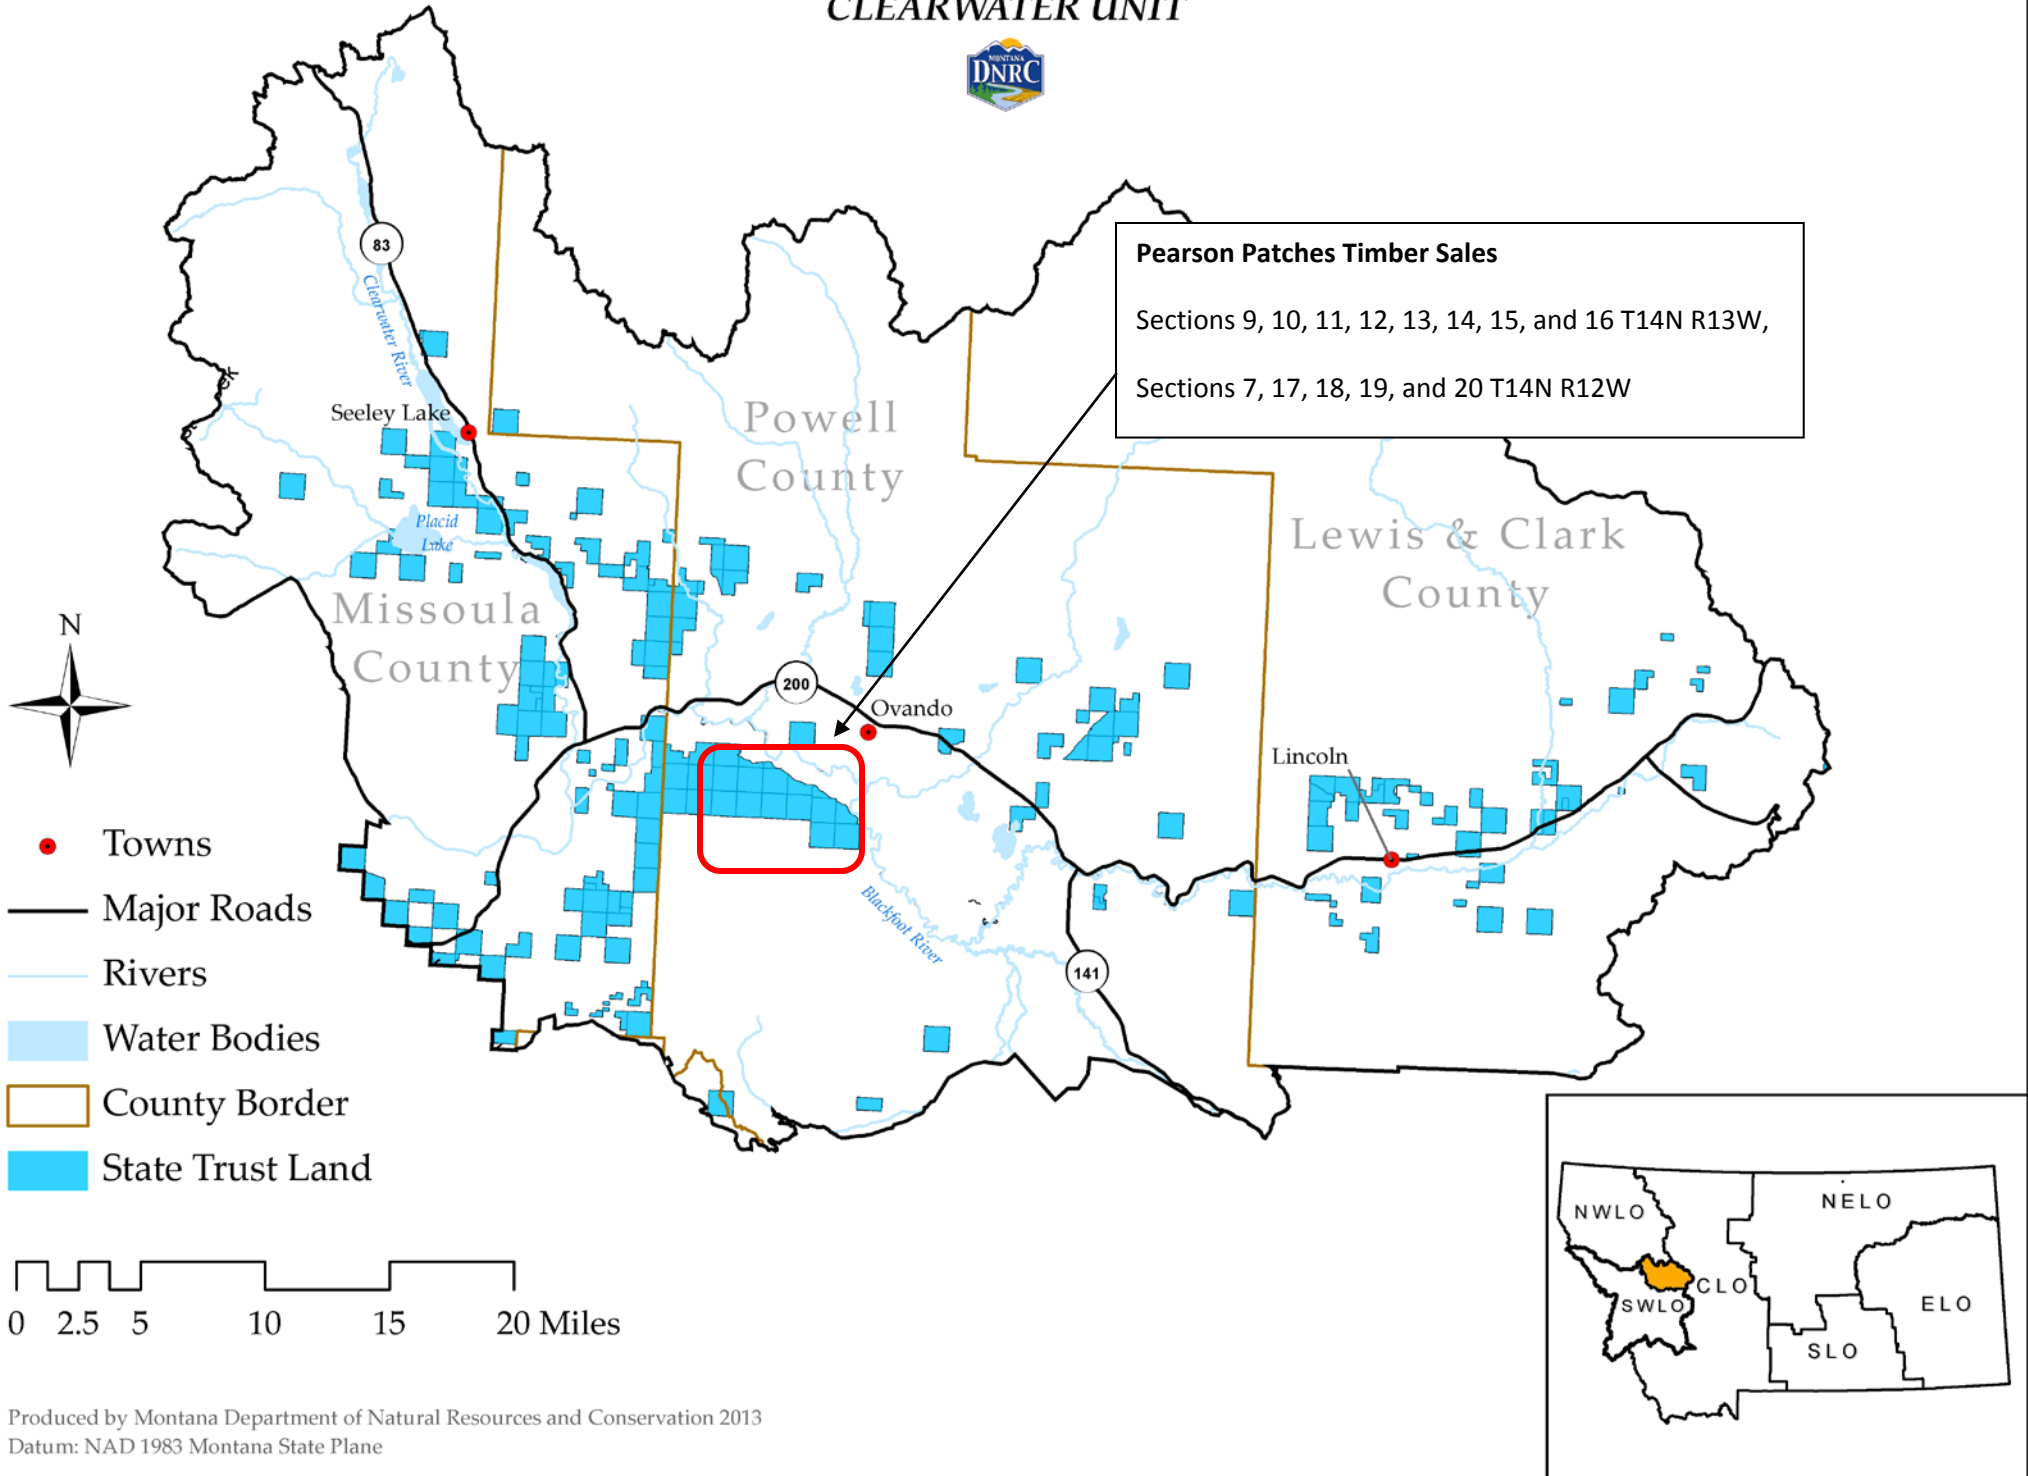 CLEARWATER UNIT
MONTANA
DNRC
Pearson Patches Timber Sales
Sections 9, 10, 11, 12, 13, 14, 15, and 16 T14N R13W,
Sections 7, 17, 18, 19, and 20 T14N R12W
83
Clearwater River
Seeley Lake
Powell
County
Placid
Lake
Lewis & Clark
County
Missoula
County
N
200
Ovando
Lincoln
Blackfoot River
141
Towns
Major Roads
Rivers
Water Bodies
County Border
State Trust Land
0 2.5 5 10 15 20 Miles
NWLO
NELO
CLO
SWLO
ELO
SLO
Produced by Montana Department of Natural Resources and Conservation 2013
Datum: NAD 1983 Montana State Plane